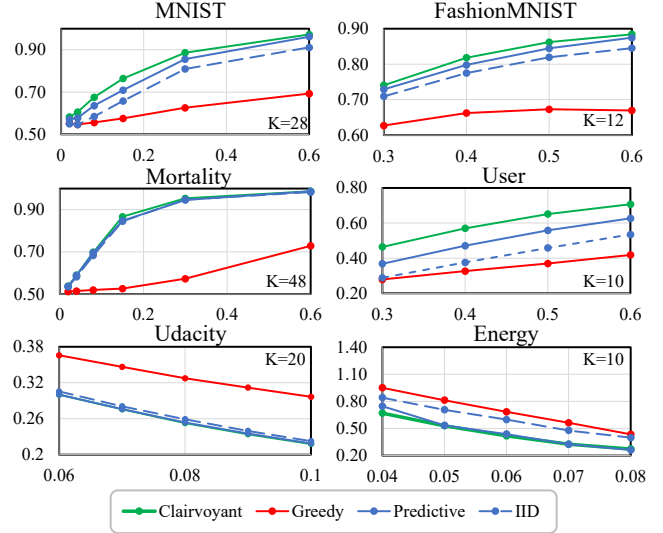 MNIST
FashionMNIST
0.90
0.70
0.50
K=28
0 0.2 0.4 0.6
0.90
0.80
0.70
0.60
K=12
0.3 0.4 0.5 0.6
Mortality
User
0.90
0.70
0.50
K=48
0 0.2 0.4 0.6
0.80
0.60
0.40
0.20
K=10
0.3 0.4 0.5 0.6
Udacity
Energy
0.38
0.32
0.26
0.2
K=20
0.06 0.08 0.1
1.40
1.10
0.80
0.50
0.20
K=10
0.04 0.05 0.06 0.07 0.08
Clairvoyant Greedy Predictive IID